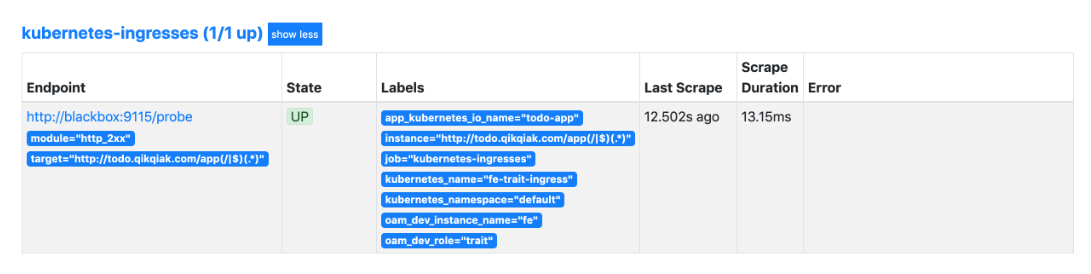 kubernetes-ingresses (1/1 up) show less
Endpoint State Labels Last Scrape Scrape Duration Error
http://blackbox:9115/probe UP app_kubernetes_io_name="todo-app" 12.502s ago 13.15ms
module="http_2xx" instance="http://todo.qikqiak.com/app(/|$)(.*)"
target="http://todo.qikqiak.com/app(/|$)(.*)" job="kubernetes-ingresses"
kubernetes_name="fe-trait-ingress"
kubernetes_namespace="default"
oam_dev_instance_name="fe"
oam_dev_role="trait"